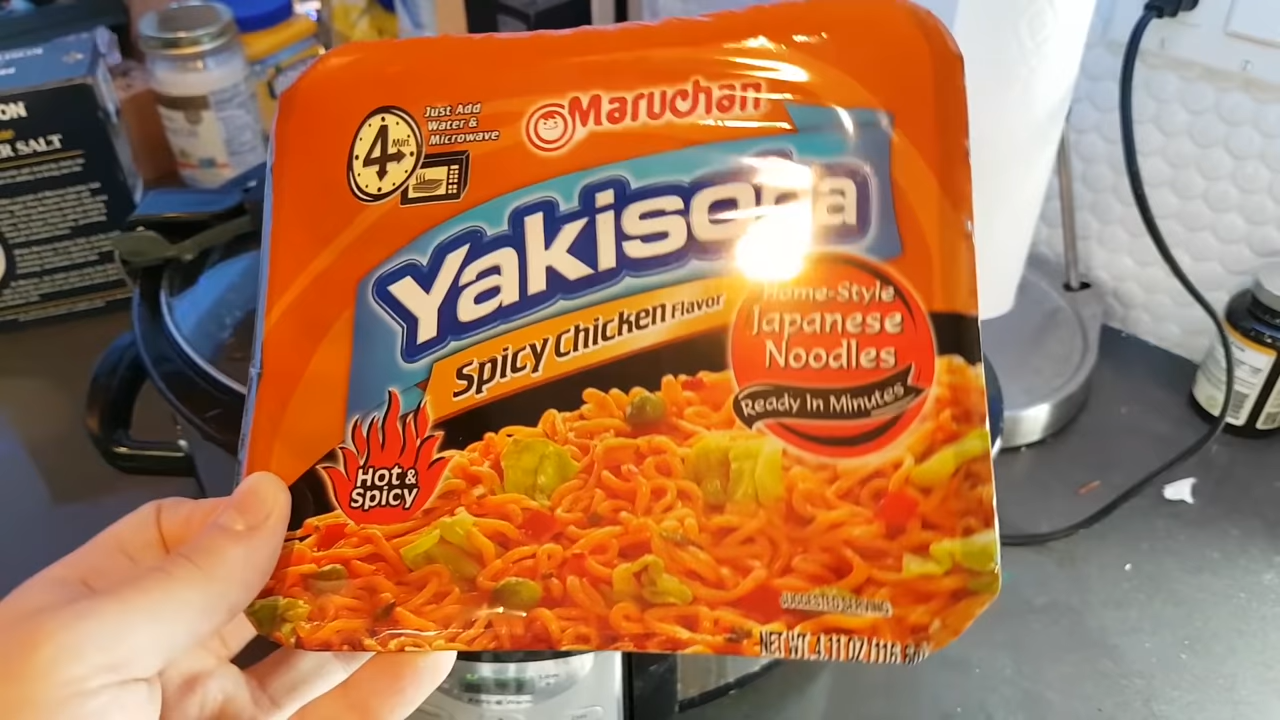 Just Add
Water &
Microwave
4 Min.
Maruchan
Yakisoba
Spicy Chicken Flavor
Home-Style
Japanese
Noodles
Ready In Minutes
Hot &
Spicy
SUGGESTED SERVING
NET WT 4.11 OZ
ON
R SALT